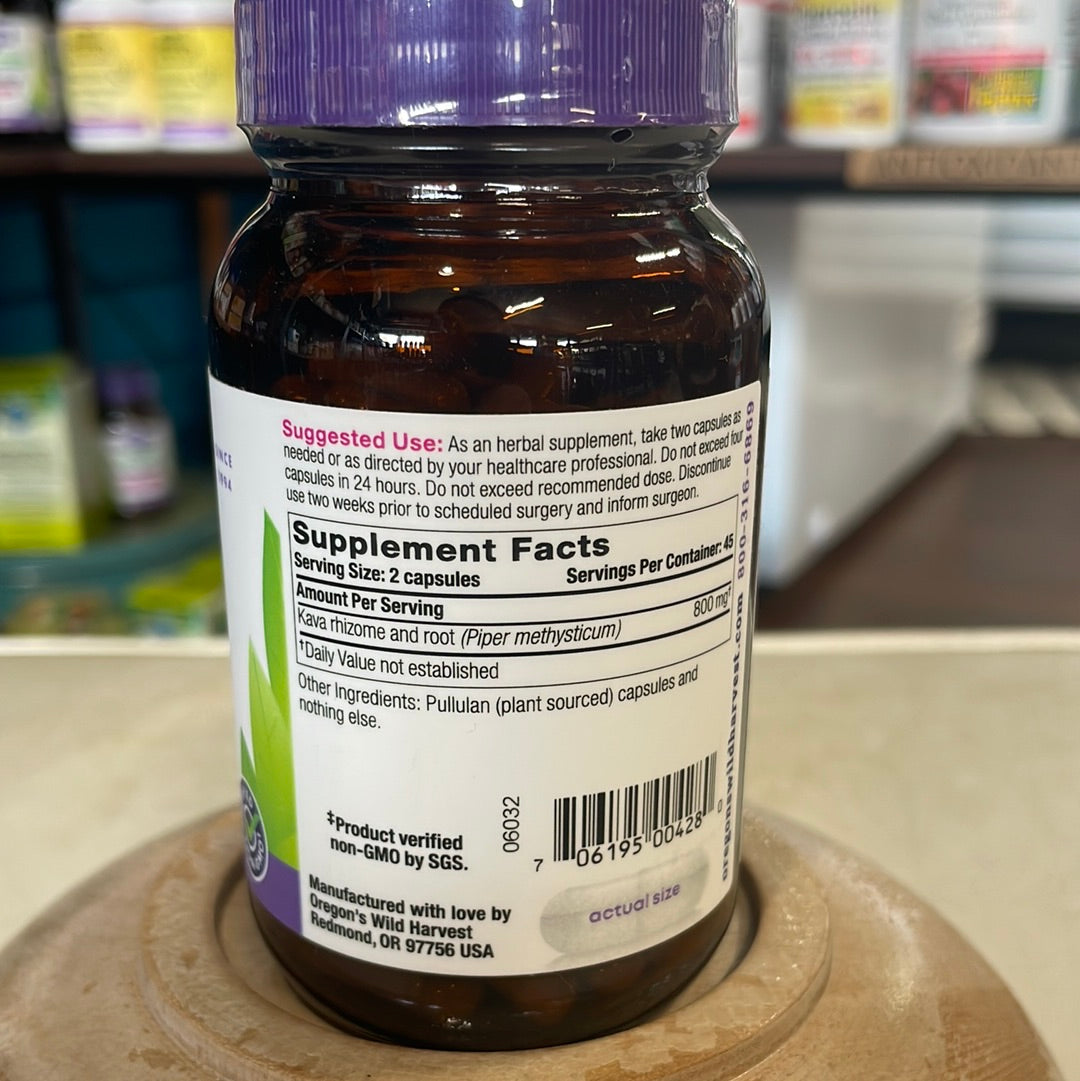 ANTIOXIDANT
Suggested Use: As an herbal supplement, take two capsules as
needed or as directed by your healthcare professional. Do not exceed four
capsules in 24 hours. Do not exceed recommended dose. Discontinue
use two weeks prior to scheduled surgery and inform surgeon.
Supplement Facts
Serving Size: 2 capsules Servings Per Container: 45
Amount Per Serving
Kava rhizome and root (Piper methysticum) 800 mg†
†Daily Value not established
Other Ingredients: Pullulan (plant sourced) capsules and
nothing else.
‡Product verified
non-GMO by SGS.
06032
7 06195 00428 0
actual size
Manufactured with love by
Oregon's Wild Harvest
Redmond, OR 97756 USA
oregonswildharvest.com 800-316-6869